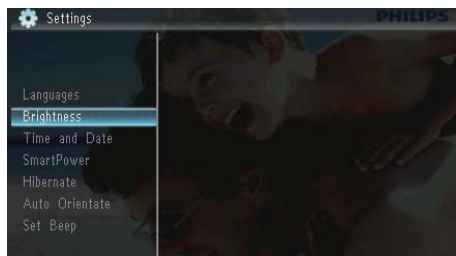 Settings
PHILIPS
Languages
Brightness
Time and Date
SmartPower
Hibernate
Auto Orientate
Set Beep